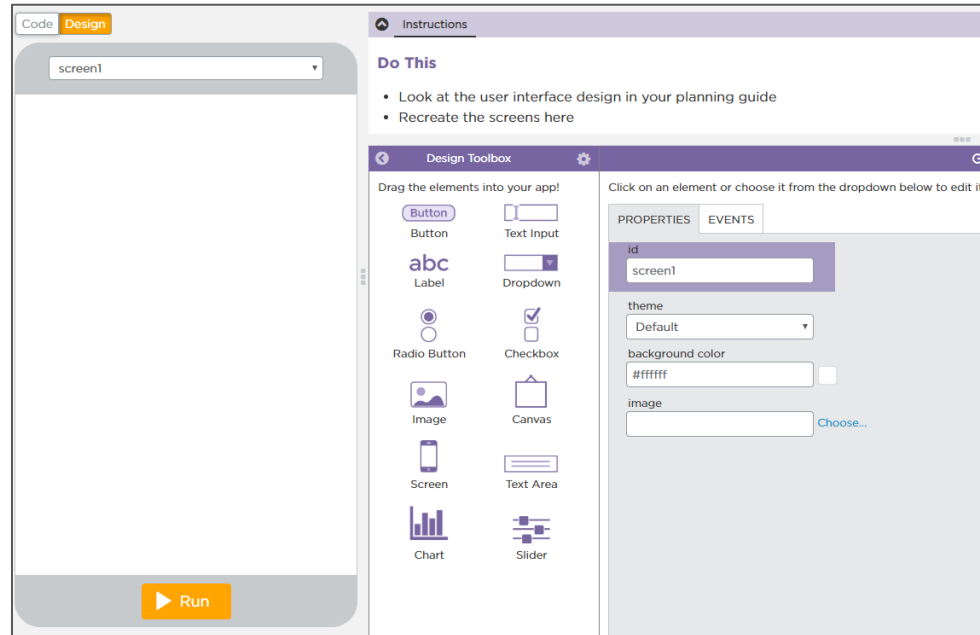 Code Design
screen1
Run
Instructions
Do This
• Look at the user interface design in your planning guide
• Recreate the screens here
Design Toolbox
Drag the elements into your app!
Button
Button
Text Input
abc
Label
Dropdown
Radio Button
Checkbox
Image
Canvas
Screen
Text Area
Chart
Slider
Click on an element or choose it from the dropdown below to edit
PROPERTIES EVENTS
id
screen1
theme
Default
background color
#ffffff
image
Choose...